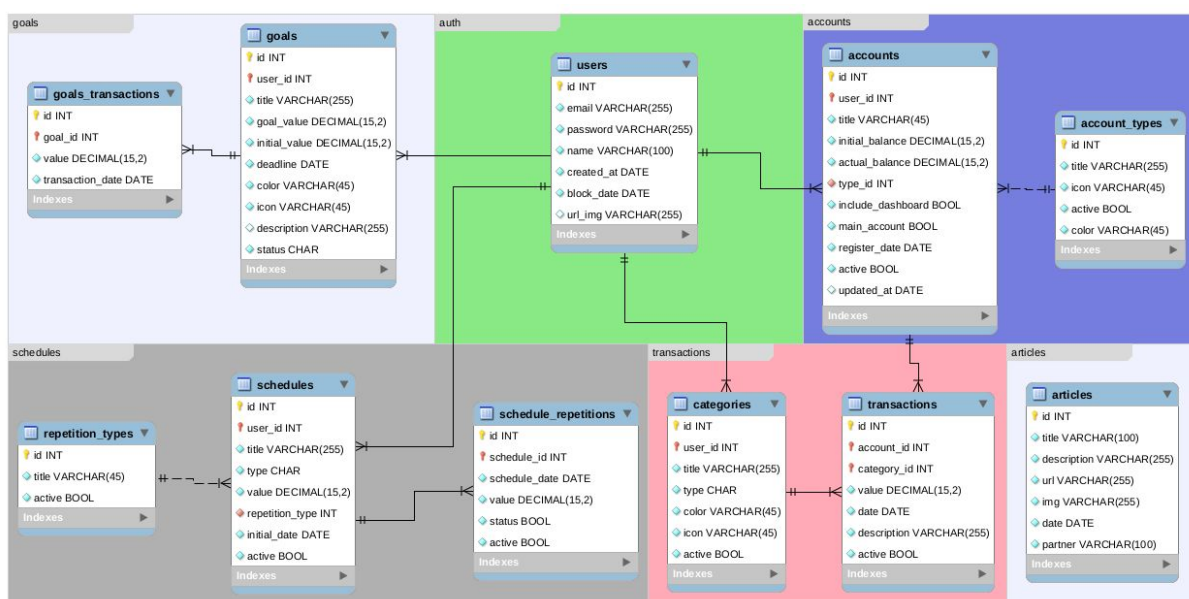 goals
goals_transactions
id INT
goal_id INT
value DECIMAL(15,2)
transaction_date DATE
Indexes
goals
id INT
user_id INT
title VARCHAR(255)
goal_value DECIMAL(15,2)
initial_value DECIMAL(15,2)
deadline DATE
color VARCHAR(45)
icon VARCHAR(45)
description VARCHAR(255)
status CHAR
Indexes
auth
users
id INT
email VARCHAR(255)
password VARCHAR(255)
name VARCHAR(100)
created_at DATE
block_date DATE
url_img VARCHAR(255)
Indexes
accounts
accounts
id INT
user_id INT
title VARCHAR(45)
initial_balance DECIMAL(15,2)
actual_balance DECIMAL(15,2)
type_id INT
include_dashboard BOOL
main_account BOOL
register_date DATE
active BOOL
updated_at DATE
Indexes
account_types
id INT
title VARCHAR(255)
icon VARCHAR(45)
active BOOL
color VARCHAR(45)
Indexes
schedules
repetition_types
id INT
title VARCHAR(45)
active BOOL
Indexes
schedules
id INT
user_id INT
title VARCHAR(255)
type CHAR
value DECIMAL(15,2)
repetition_type INT
initial_date DATE
active BOOL
Indexes
schedule_repetitions
id INT
schedule_id INT
schedule_date DATE
value DECIMAL(15,2)
status BOOL
active BOOL
Indexes
transactions
categories
id INT
user_id INT
title VARCHAR(255)
type CHAR
color VARCHAR(45)
icon VARCHAR(45)
active BOOL
Indexes
transactions
id INT
account_id INT
category_id INT
value DECIMAL(15,2)
date DATE
description VARCHAR(255)
active BOOL
Indexes
articles
articles
id INT
title VARCHAR(100)
description VARCHAR(255)
url VARCHAR(255)
img VARCHAR(255)
date DATE
partner VARCHAR(100)
Indexes